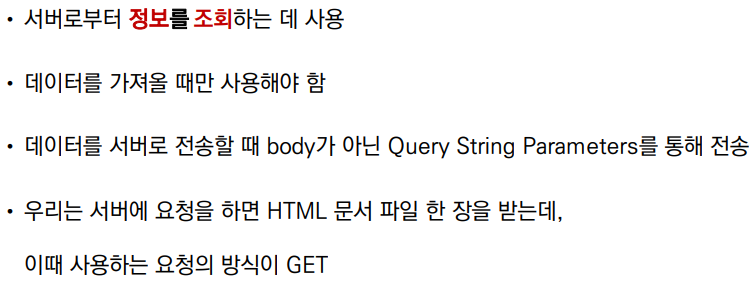 • 서버로부터 정보를 조회하는 데 사용
• 데이터를 가져올 때만 사용해야 함
• 데이터를 서버로 전송할 때 body가 아닌 Query String Parameters를 통해 전송
• 우리는 서버에 요청을 하면 HTML 문서 파일 한 장을 받는데,
이때 사용하는 요청의 방식이 GET